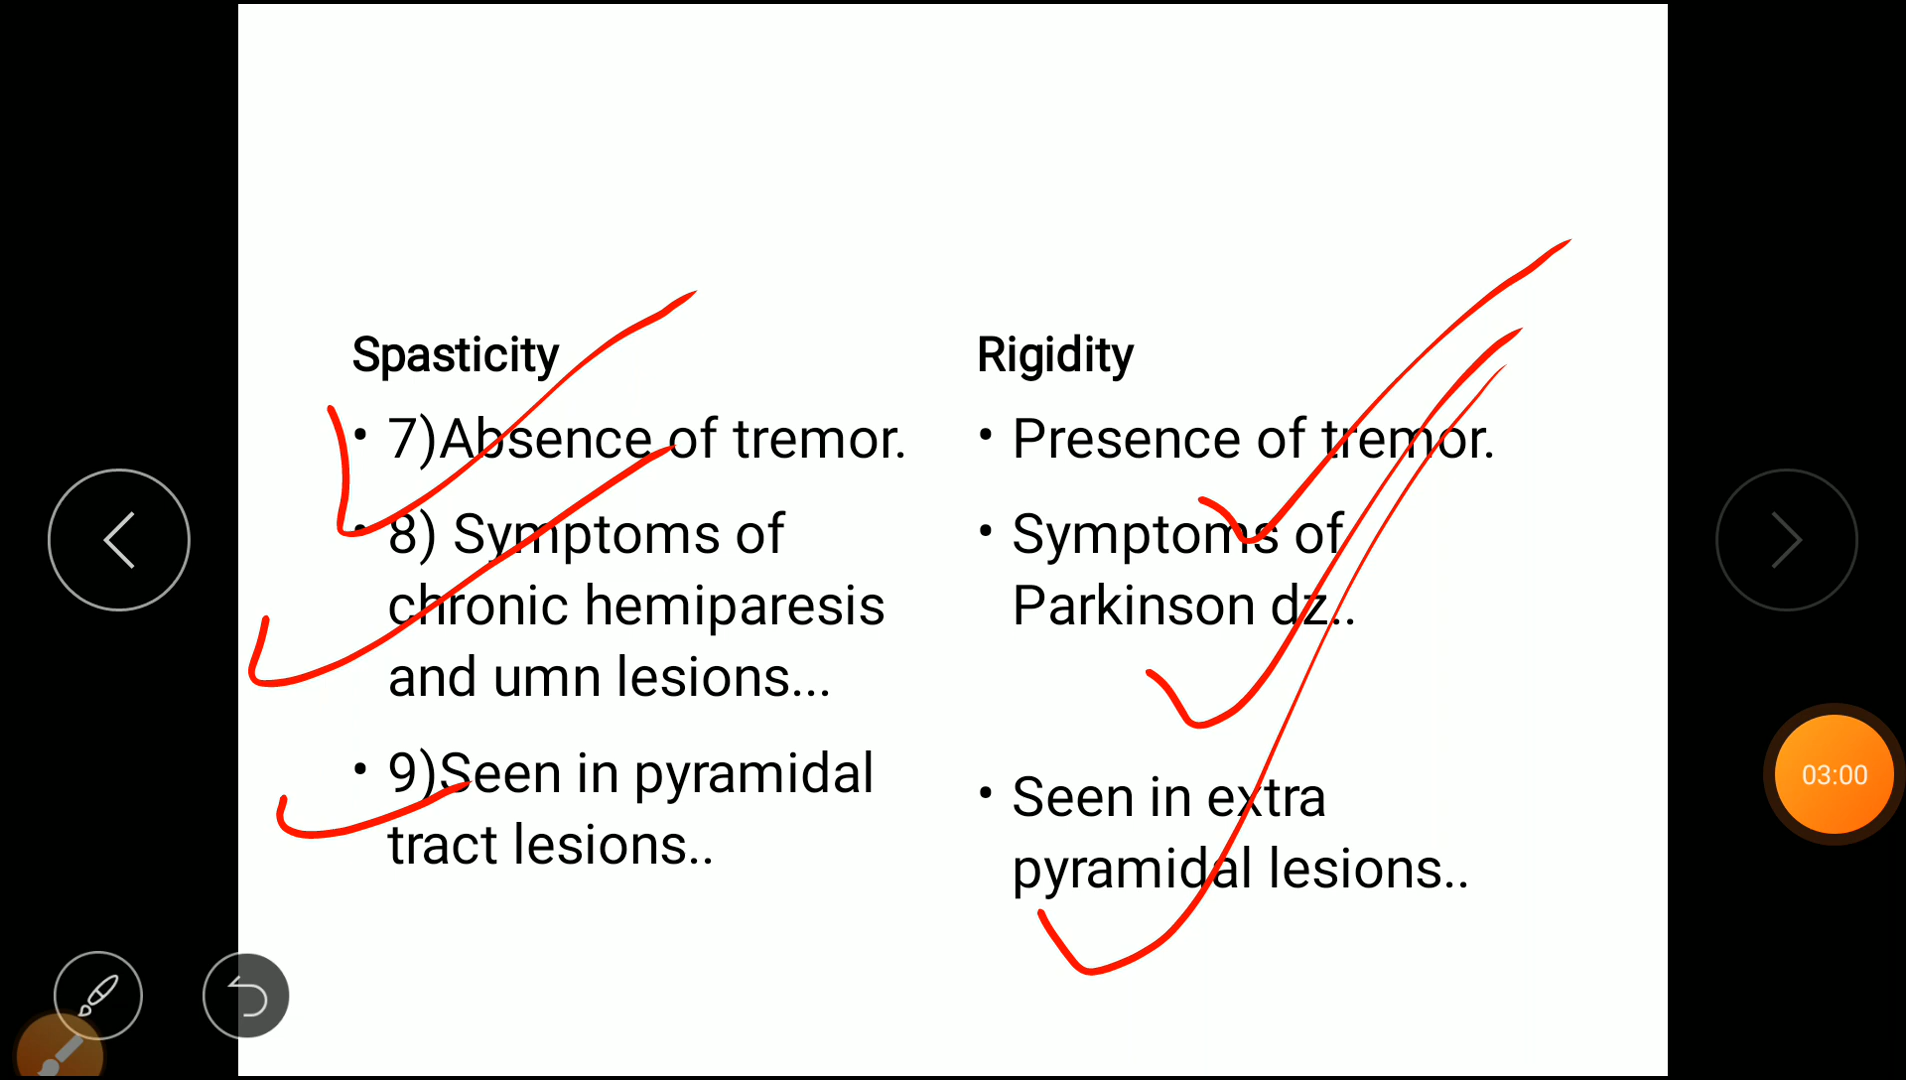 Spasticity
• 7)Absence of tremor.
• 8) Symptoms of
chronic hemiparesis
and umn lesions...
• 9)Seen in pyramidal
tract lesions..
Rigidity
• Presence of tremor.
• Symptoms of
Parkinson dz..
• Seen in extra
pyramidal lesions..
03:00